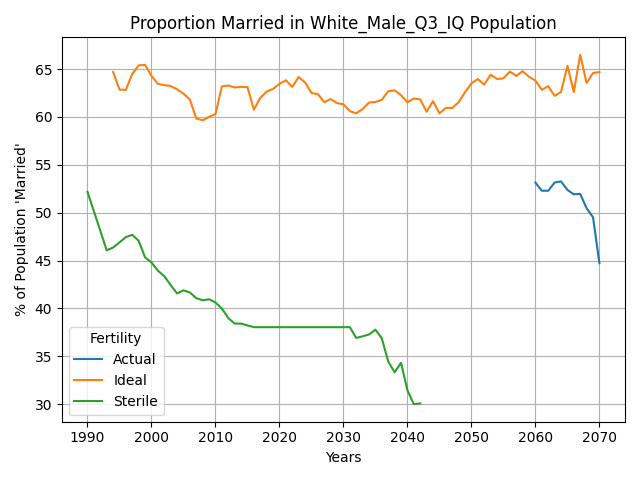 Proportion Married in White_Male_Q3_IQ Population
% of Population 'Married'
65
60
55
50
45
40
35
30
Fertility
Actual
Ideal
Sterile
1990 2000 2010 2020 2030 2040 2050 2060 2070
Years